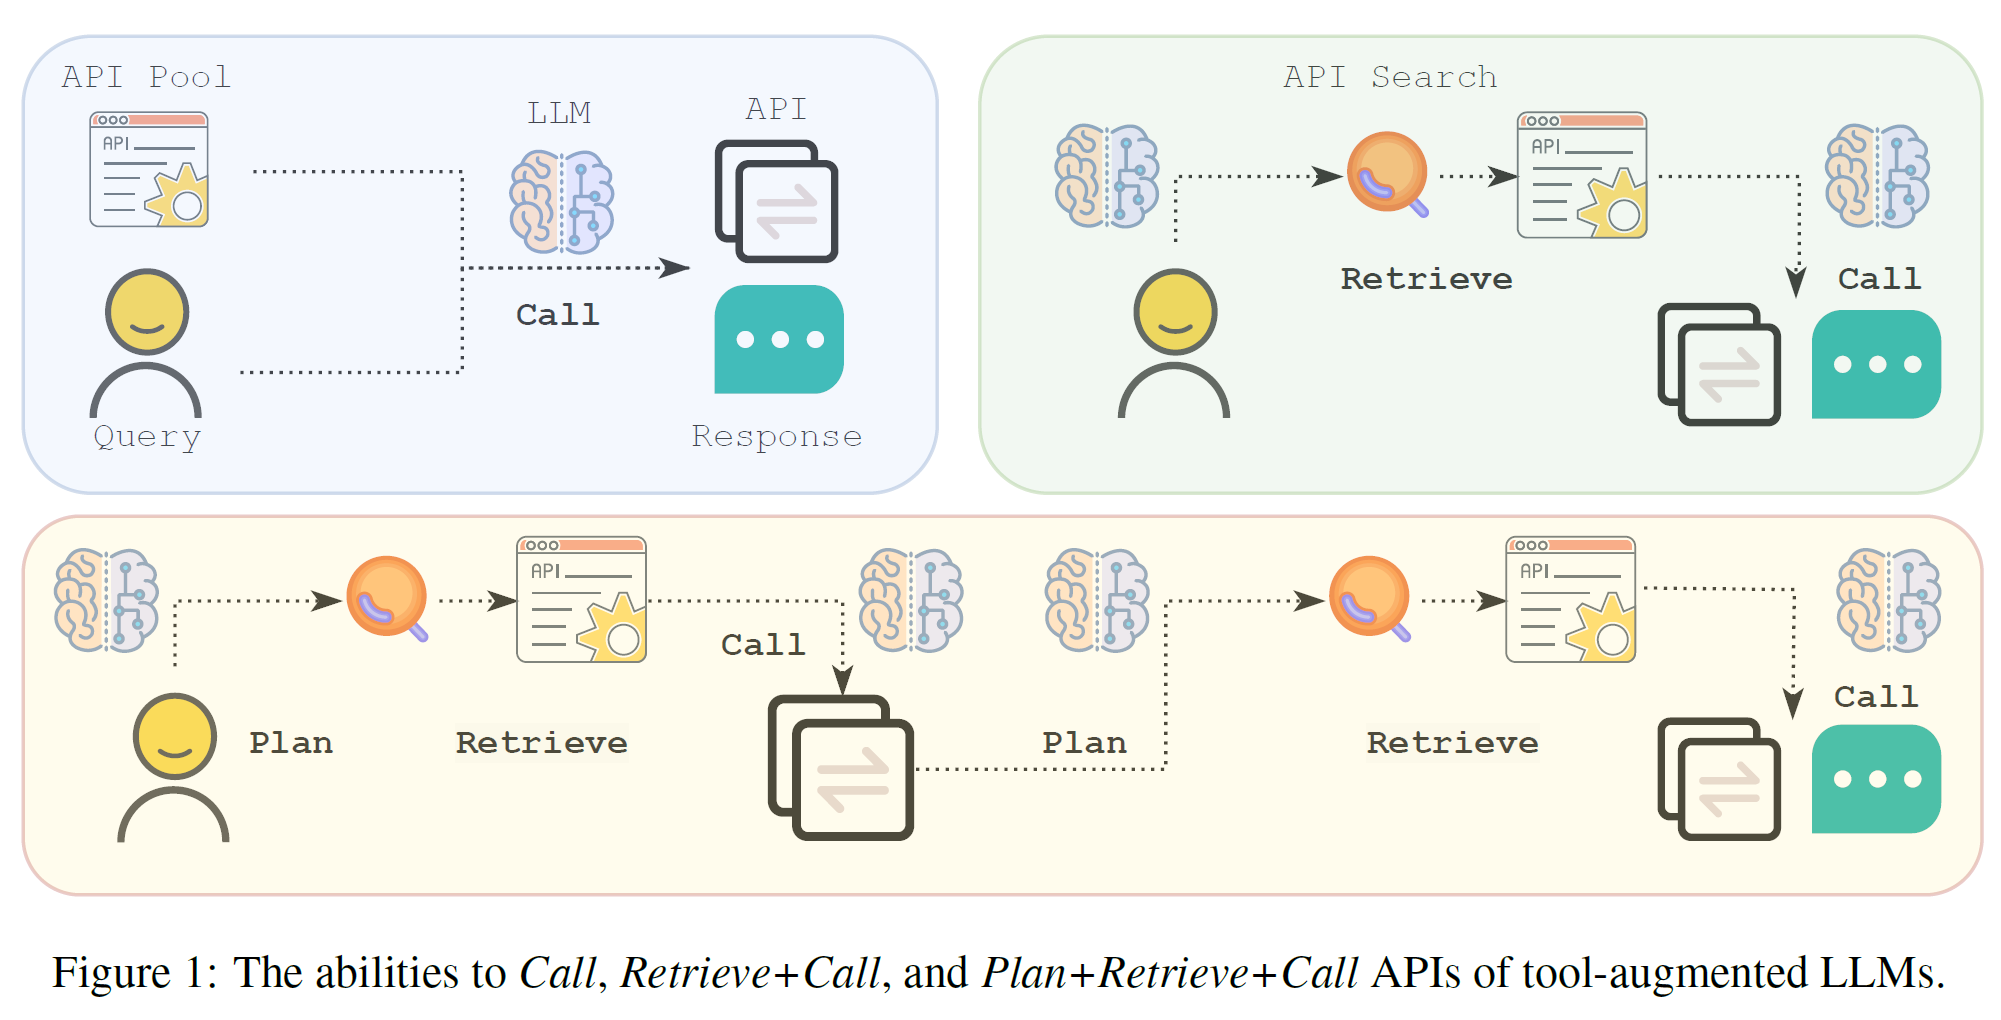 API Pool
API
LLM
API
Call
Query
Response
API Search
API
Retrieve
Call
API
Call
Plan
Retrieve
Plan
API
Retrieve
Call
Figure 1: The abilities to Call, Retrieve+Call, and Plan+Retrieve+Call APIs of tool-augmented LLMs.